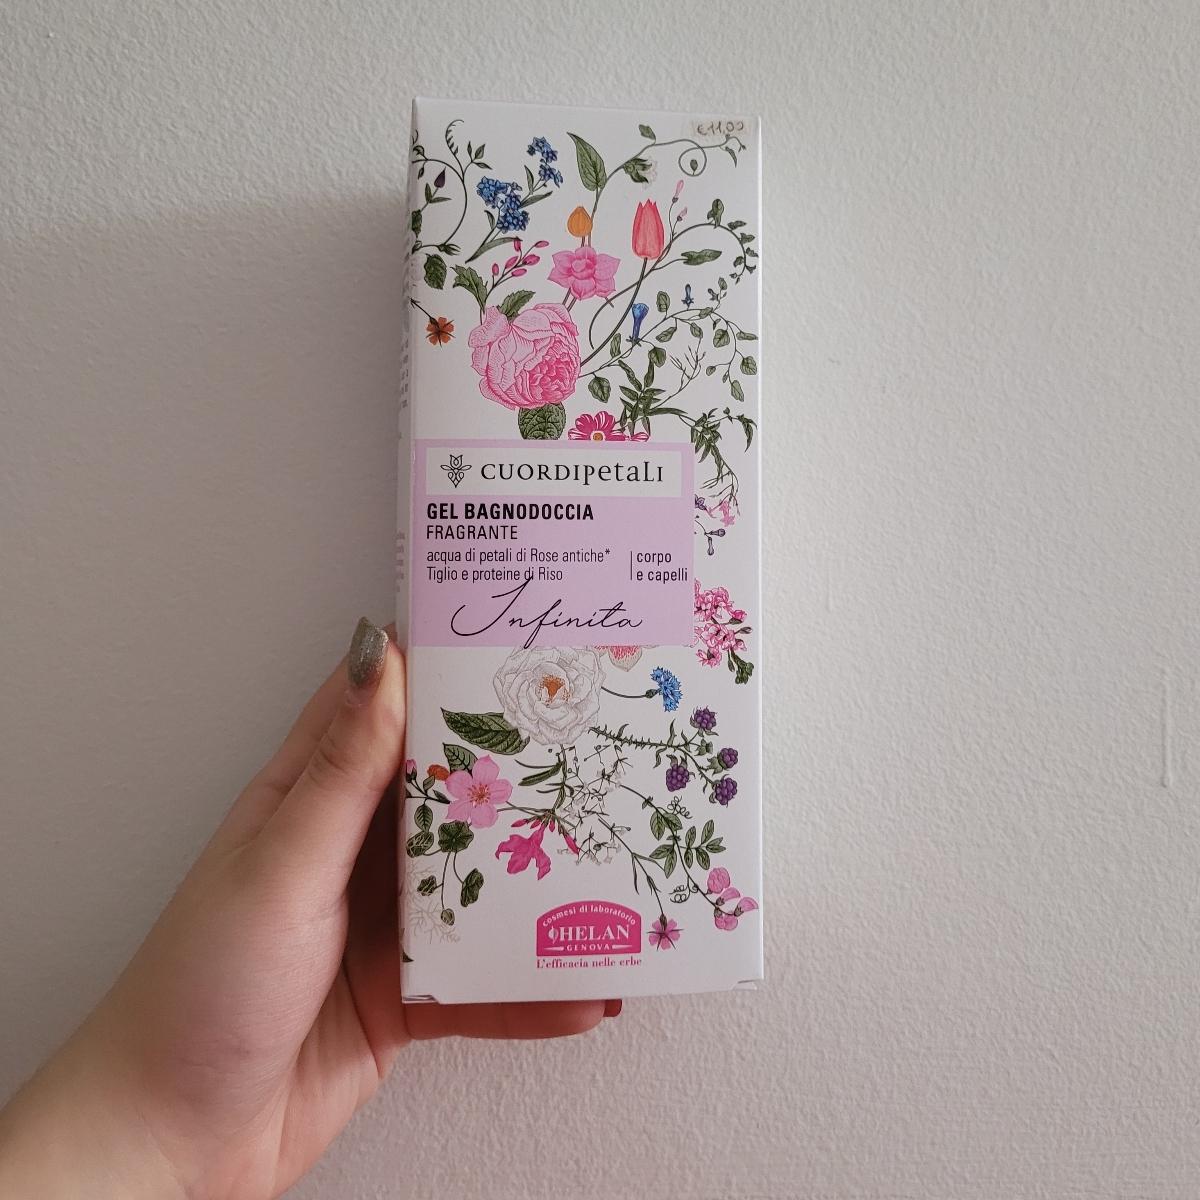 €11,00
CUORDIPETALI
GEL BAGNODOCCIA
FRAGRANTE
acqua di petali di Rose antiche*
Tiglio e proteine di Riso
corpo
e capelli
Infinita
cosmesi di laboratorio
HELAN
GENOVA
L'efficacia nelle erbe